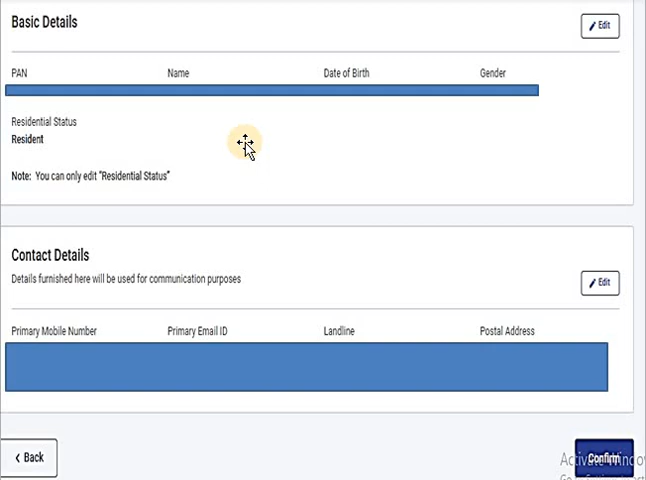 Basic Details
Edit
PAN Name Date of Birth Gender
Residential Status
Resident
Note: You can only edit "Residential Status"
Contact Details
Details furnished here will be used for communication purposes
Edit
Primary Mobile Number Primary Email ID Landline Postal Address
< Back
Confirm